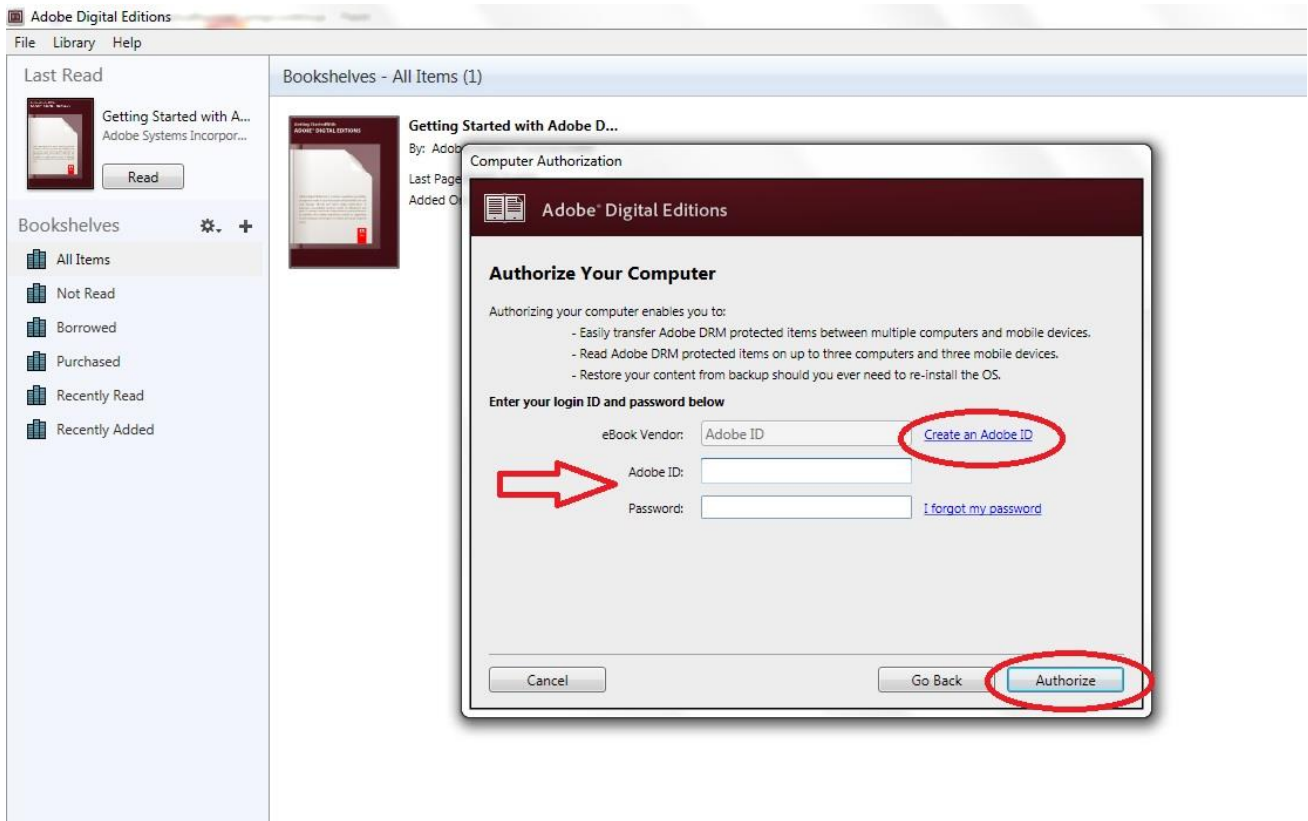 Adobe Digital Editions
File Library Help
Last Read
Getting Started with A...
Adobe Systems Incorpor...
Read
Bookshelves
All Items
Not Read
Borrowed
Purchased
Recently Read
Recently Added
Bookshelves - All Items (1)
ADOBE® DIGITAL EDITIONS
Getting Started with Adobe D...
By: Adob
Last Page
Added O
Computer Authorization
Adobe® Digital Editions
Authorize Your Computer
Authorizing your computer enables you to:
- Easily transfer Adobe DRM protected items between multiple computers and mobile devices.
- Read Adobe DRM protected items on up to three computers and three mobile devices.
- Restore your content from backup should you ever need to re-install the OS.
Enter your login ID and password below
eBook Vendor: Adobe ID Create an Adobe ID
Adobe ID:
Password: I forgot my password
Cancel Go Back Authorize